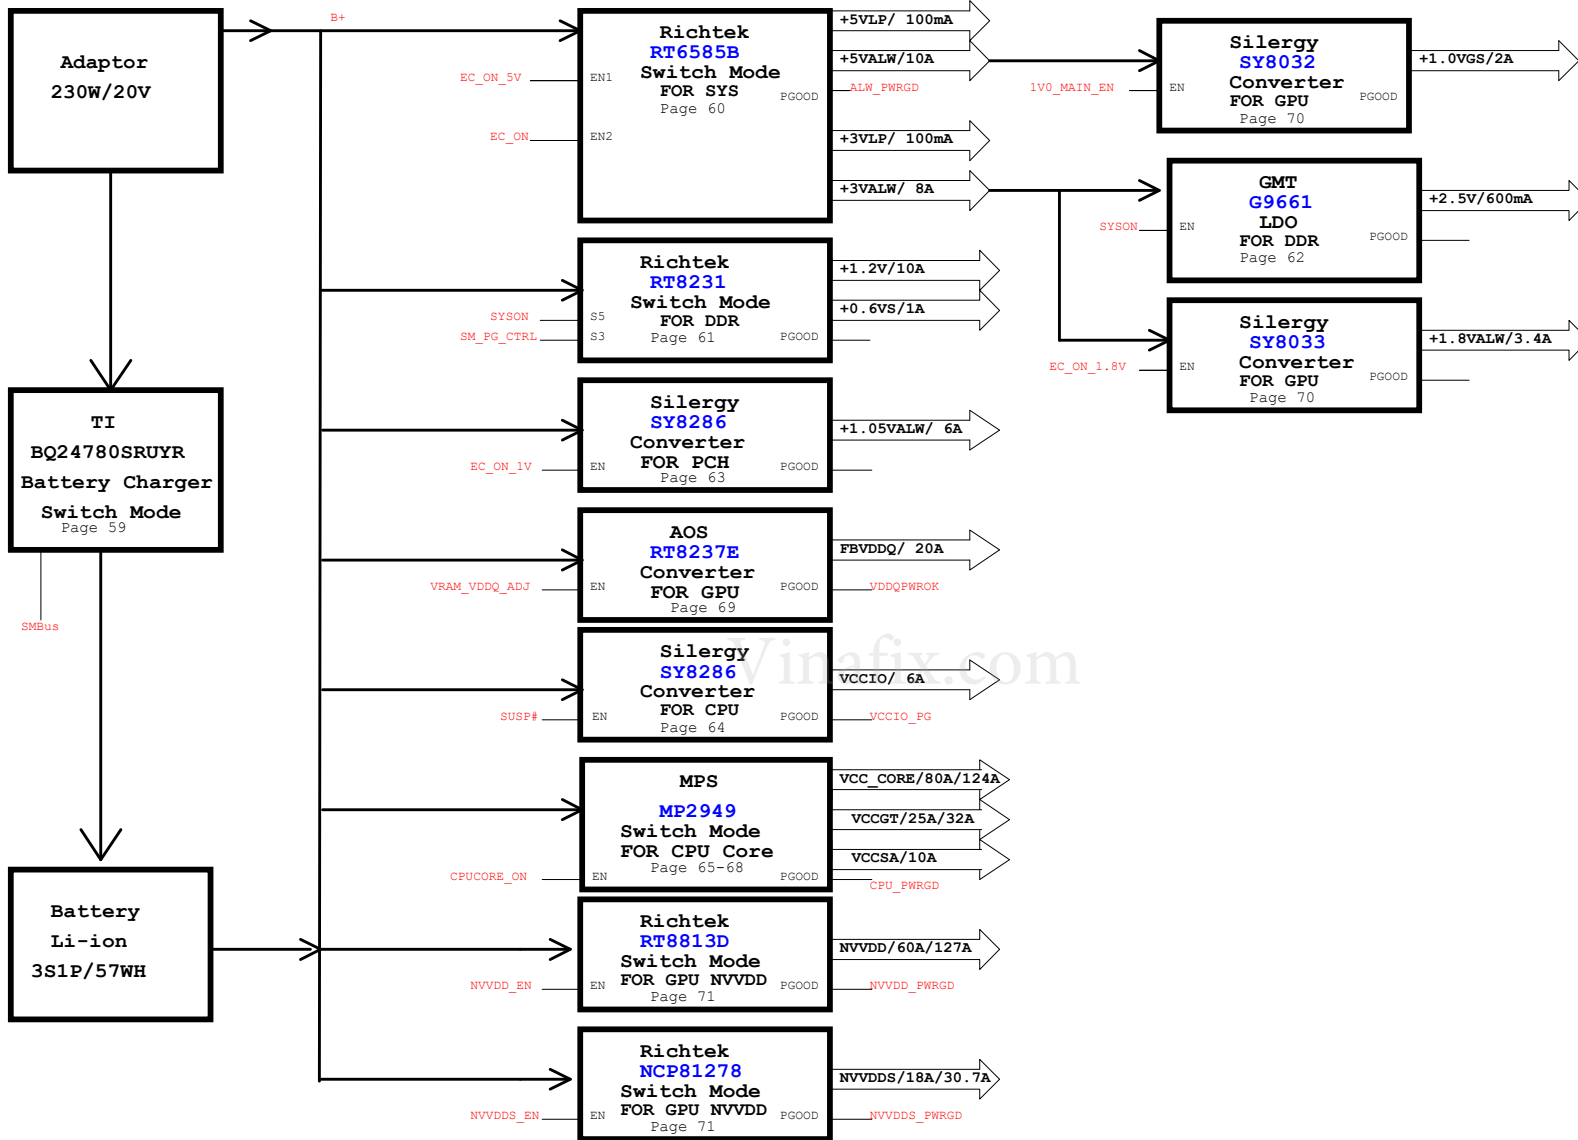 Adaptor
230W/20V
TI
BQ24780SRUYR
Battery Charger
Switch Mode
Page 59
SMBus
Battery
Li-ion
3S1P/57WH
B+
Richtek
RT6585B
Switch Mode
FOR SYS
Page 60
EC_ON_5V
EN1
EC_ON
EN2
PGOOD
+5VLP/ 100mA
+5VALW/10A
ALW_PWRGD
+3VLP/ 100mA
+3VALW/ 8A
Silergy
SY8032
Converter
FOR GPU
Page 70
1V0_MAIN_EN
EN
PGOOD
+1.0VGS/2A
GMT
G9661
LDO
FOR DDR
Page 62
SYSON
EN
PGOOD
+2.5V/600mA
Silergy
SY8033
Converter
FOR GPU
Page 70
EC_ON_1.8V
EN
PGOOD
+1.8VALW/3.4A
Richtek
RT8231
Switch Mode
FOR DDR
Page 61
SYSON
S5
SM_PG_CTRL
S3
PGOOD
+1.2V/10A
+0.6VS/1A
Silergy
SY8286
Converter
FOR PCH
Page 63
EC_ON_1V
EN
PGOOD
+1.05VALW/ 6A
AOS
RT8237E
Converter
FOR GPU
Page 69
VRAM_VDDQ_ADJ
EN
PGOOD
FBVDDQ/ 20A
VDDQPWROK
Silergy
SY8286
Converter
FOR CPU
Page 64
SUSP#
EN
PGOOD
VCCIO/ 6A
VCCIO_PG
Vinafix.com
MPS
MP2949
Switch Mode
FOR CPU Core
Page 65-68
CPUCORE_ON
EN
PGOOD
VCC_CORE/80A/124A
VCCGT/25A/32A
VCCSA/10A
CPU_PWRGD
Richtek
RT8813D
Switch Mode
FOR GPU NVVDD
Page 71
NVVDD_EN
EN
PGOOD
NVVDD/60A/127A
NVVDD_PWRGD
Richtek
NCP81278
Switch Mode
FOR GPU NVVDD
Page 71
NVVDDS_EN
EN
PGOOD
NVVDDS/18A/30.7A
NVVDDS_PWRGD